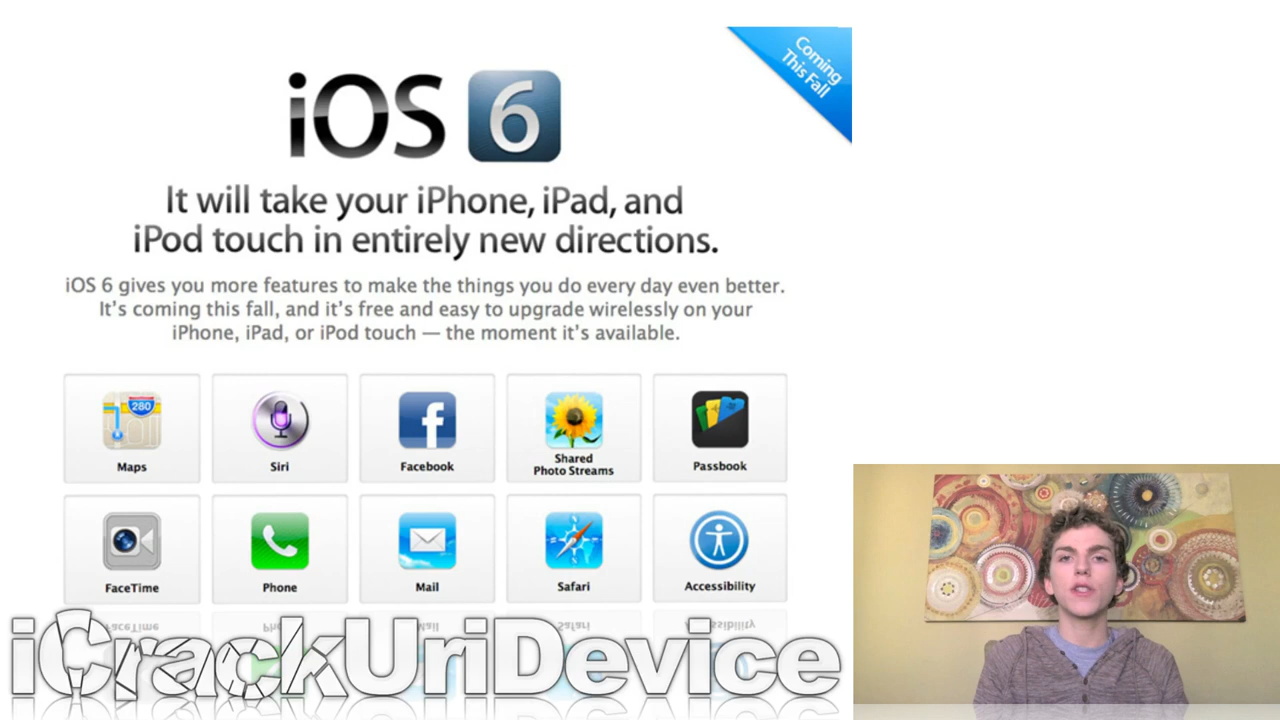 Coming
This Fall
iOS 6
It will take your iPhone, iPad, and
iPod touch in entirely new directions.
iOS 6 gives you more features to make the things you do every day even better.
It's coming this fall, and it's free and easy to upgrade wirelessly on your
iPhone, iPad, or iPod touch — the moment it's available.
280
Maps
Siri
Facebook
Shared
Photo Streams
Passbook
FaceTime
Phone
Mail
Safari
Accessibility
iCrackUriDevice